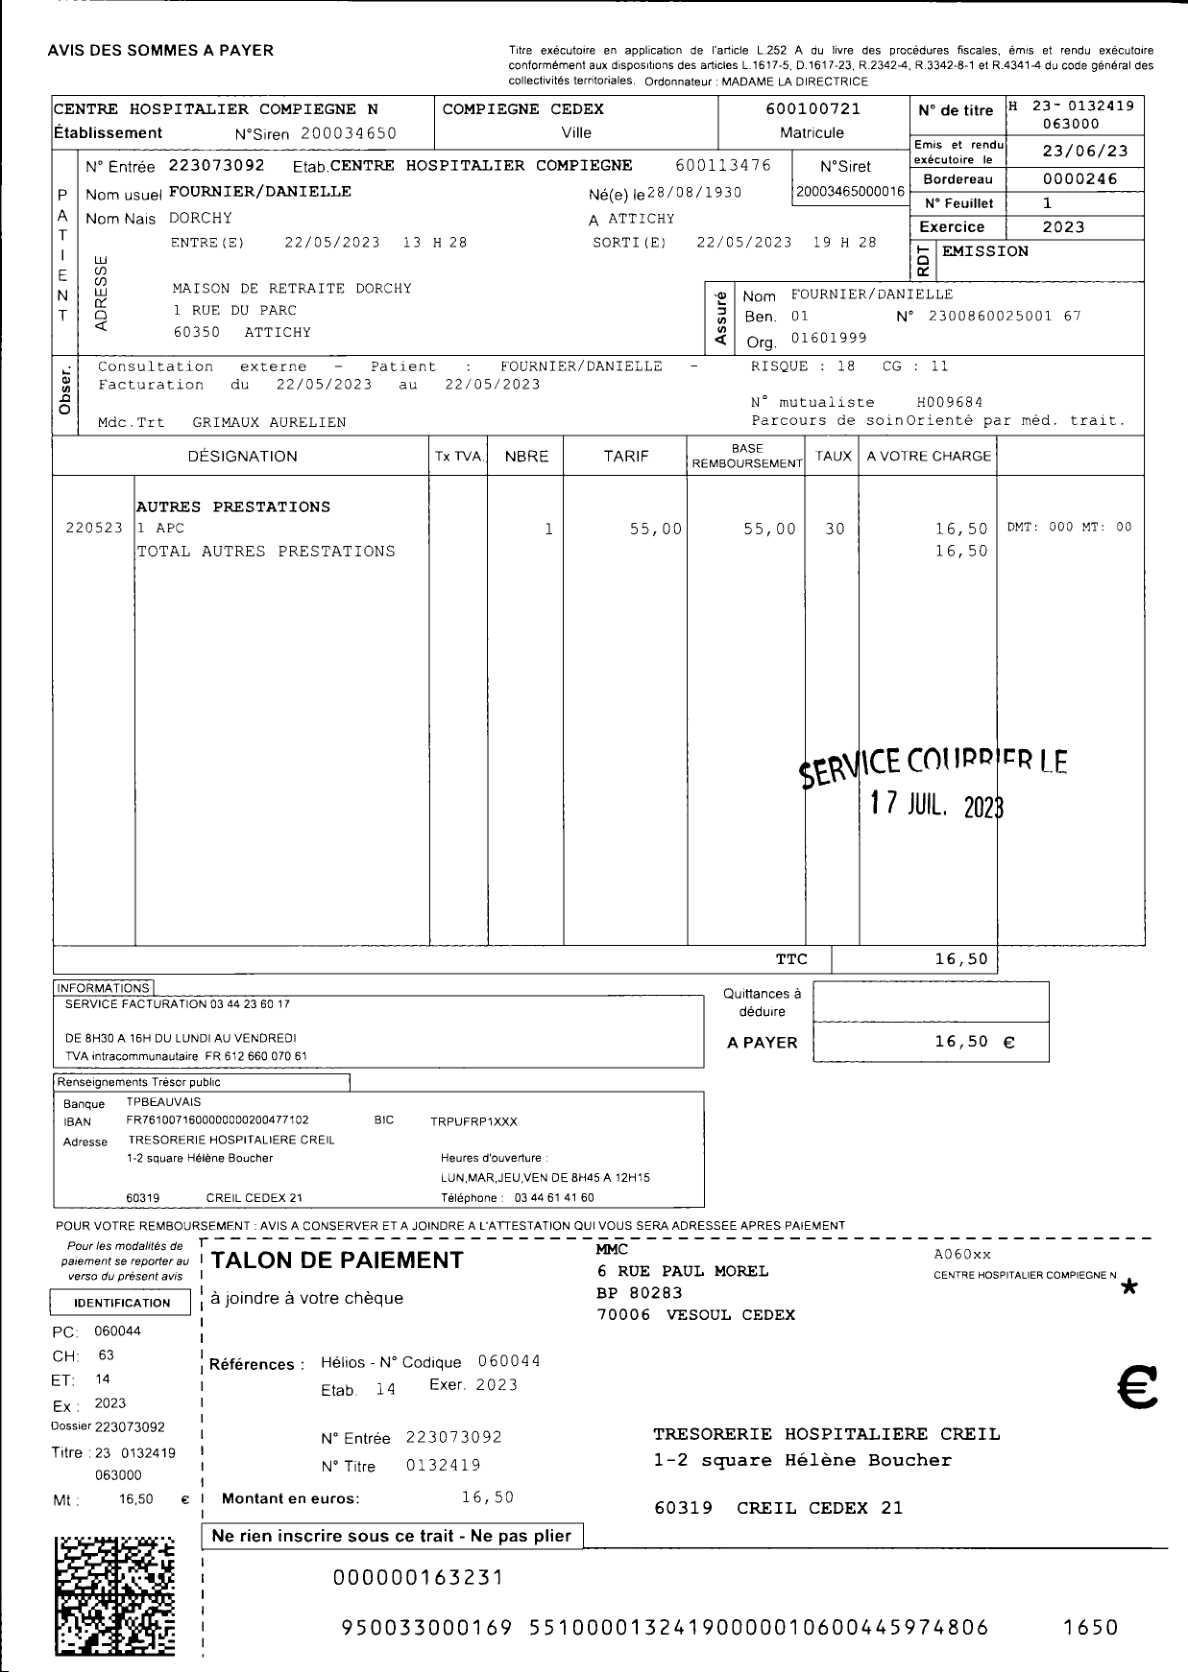 AVIS DES SOMMES A PAYER
Titre exécutoire en application de l'article L.252 A du livre des procédures fiscales, émis et rendu exécutoire
conformément aux dispositions des articles L.1617-5, D.1617-23, R.2342-4, R.3342-8-1 et R.4341-4 du code général des
collectivités territoriales. Ordonnateur : MADAME LA DIRECTRICE
CENTRE HOSPITALIER COMPIEGNE N COMPIEGNE CEDEX 600100721 N° de titre H 23- 0132419
063000
Établissement N°Siren 200034650 Ville Matricule
Emis et rendu exécutoire le 23/06/23
N° Entrée 223073092 Etab. CENTRE HOSPITALIER COMPIEGNE 600113476 N°Siret
Bordereau 0000246
PATIENT
Nom usuel FOURNIER/DANIELLE Né(e) le 28/08/1930 20003465000016
N° Feuillet 1
Nom Nais DORCHY A ATTICHY
Exercice 2023
ENTRE(E) 22/05/2023 13 H 28 SORTI(E) 22/05/2023 19 H 28
RDT EMISSION
ADRESSE
MAISON DE RETRAITE DORCHY
1 RUE DU PARC
60350 ATTICHY
Assuré
Nom FOURNIER/DANIELLE
Ben. 01 N° 2300860025001 67
Org. 01601999
Obser.
Consultation externe - Patient : FOURNIER/DANIELLE - RISQUE : 18 CG : 11
Facturation du 22/05/2023 au 22/05/2023
N° mutualiste H009684
Mdc.Trt GRIMAUX AURELIEN Parcours de soinOrienté par méd. trait.
DÉSIGNATION Tx TVA. NBRE TARIF BASE REMBOURSEMENT TAUX A VOTRE CHARGE
AUTRES PRESTATIONS
220523 1 APC 1 55,00 55,00 30 16,50 DMT: 000 MT: 00
TOTAL AUTRES PRESTATIONS 16,50
SERVICE COURRIER LE
17 JUIL. 2023
TTC 16,50
INFORMATIONS
SERVICE FACTURATION 03 44 23 60 17
DE 8H30 A 16H DU LUNDI AU VENDREDI
TVA intracommunautaire FR 612 660 070 61
Quittances à
déduire
A PAYER 16,50 €
Renseignements Trésor public
Banque TPBEAUVAIS
IBAN FR7610071600000000200477102 BIC TRPUFRP1XXX
Adresse TRESORERIE HOSPITALIERE CREIL
1-2 square Hélène Boucher Heures d'ouverture :
LUN,MAR,JEU,VEN DE 8H45 A 12H15
60319 CREIL CEDEX 21 Téléphone : 03 44 61 41 60
POUR VOTRE REMBOURSEMENT : AVIS A CONSERVER ET A JOINDRE A L'ATTESTATION QUI VOUS SERA ADRESSEE APRES PAIEMENT
Pour les modalités de
paiement se reporter au
verso du présent avis
IDENTIFICATION
PC: 060044
CH: 63
ET: 14
Ex : 2023
Dossier 223073092
Titre : 23 0132419
063000
Mt : 16,50 €
TALON DE PAIEMENT
à joindre à votre chèque
MMC
6 RUE PAUL MOREL
BP 80283
70006 VESOUL CEDEX
A060xx
CENTRE HOSPITALIER COMPIEGNE N
*
Références : Hélios - N° Codique 060044
Etab. 14 Exer. 2023
€
N° Entrée 223073092
N° Titre 0132419
Montant en euros: 16,50
TRESORERIE HOSPITALIERE CREIL
1-2 square Hélène Boucher
60319 CREIL CEDEX 21
Ne rien inscrire sous ce trait - Ne pas plier
000000163231
950033000169 55100001324190000010600445974806 1650